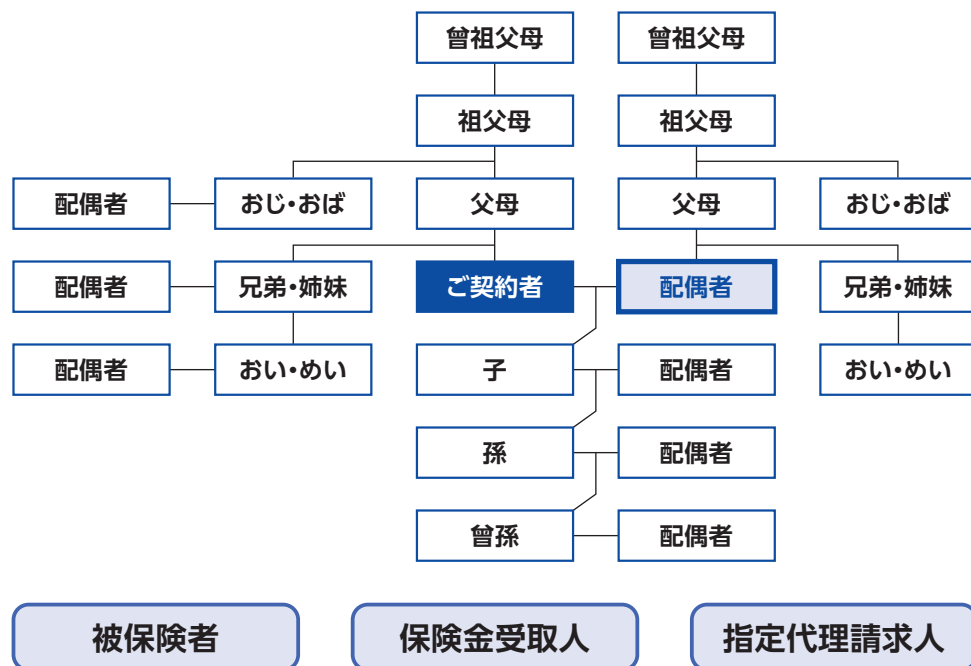 曾祖父母 曾祖父母
祖父母 祖父母
配偶者 おじ・おば 父母 父母 おじ・おば
配偶者 兄弟・姉妹 ご契約者 配偶者 兄弟・姉妹
配偶者 おい・めい 子 配偶者 おい・めい
孫 配偶者
曾孫 配偶者
被保険者 保険金受取人 指定代理請求人